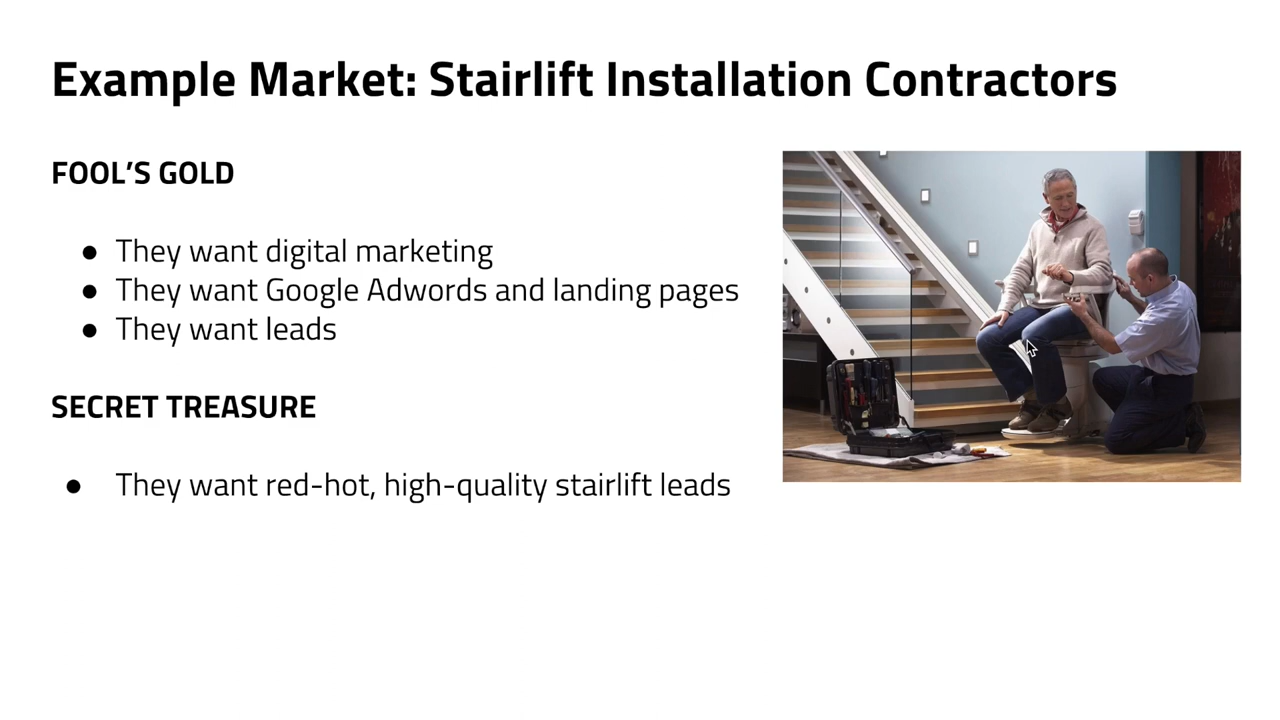 Example Market: Stairlift Installation Contractors
FOOL’S GOLD
● They want digital marketing
● They want Google Adwords and landing pages
● They want leads
SECRET TREASURE
● They want red-hot, high-quality stairlift leads